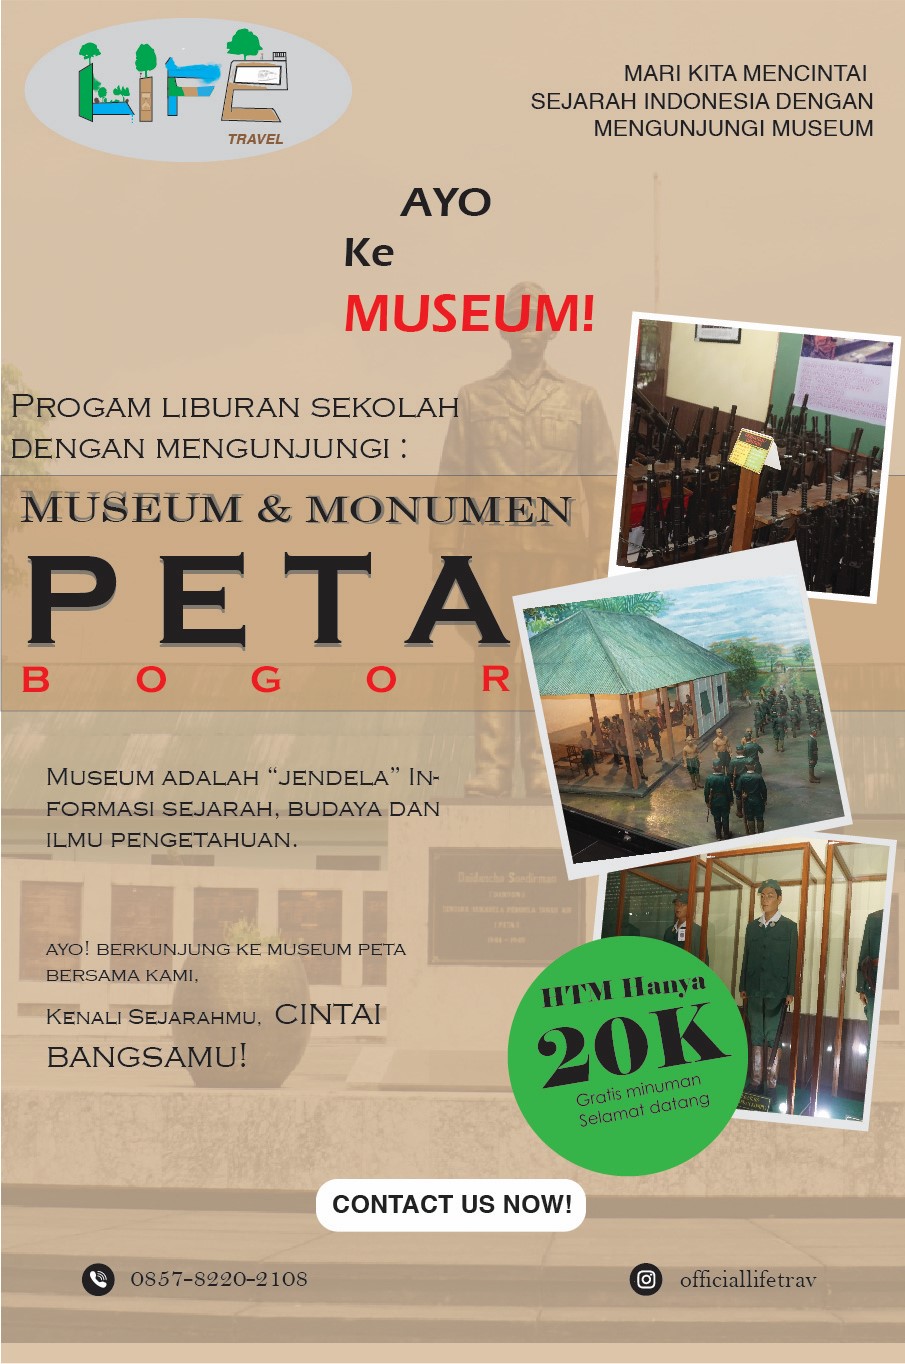 LIFE
TRAVEL
MARI KITA MENCINTAI
SEJARAH INDONESIA DENGAN
MENGUNJUNGI MUSEUM
AYO
Ke
MUSEUM!
PROGAM LIBURAN SEKOLAH
DENGAN MENGUNJUNGI :
MUSEUM & MONUMEN
PETA
BOGOR
MUSEUM ADALAH “JENDELA” IN-
FORMASI SEJARAH, BUDAYA DAN
ILMU PENGETAHUAN.
AYO! BERKUNJUNG KE MUSEUM PETA
BERSAMA KAMI,
KENALI SEJARAHMU, CINTAI
BANGSAMU!
HTM Hanya
20K
Gratis minuman
Selamat datang
CONTACT US NOW!
0857-8220-2108
officiallifetrav